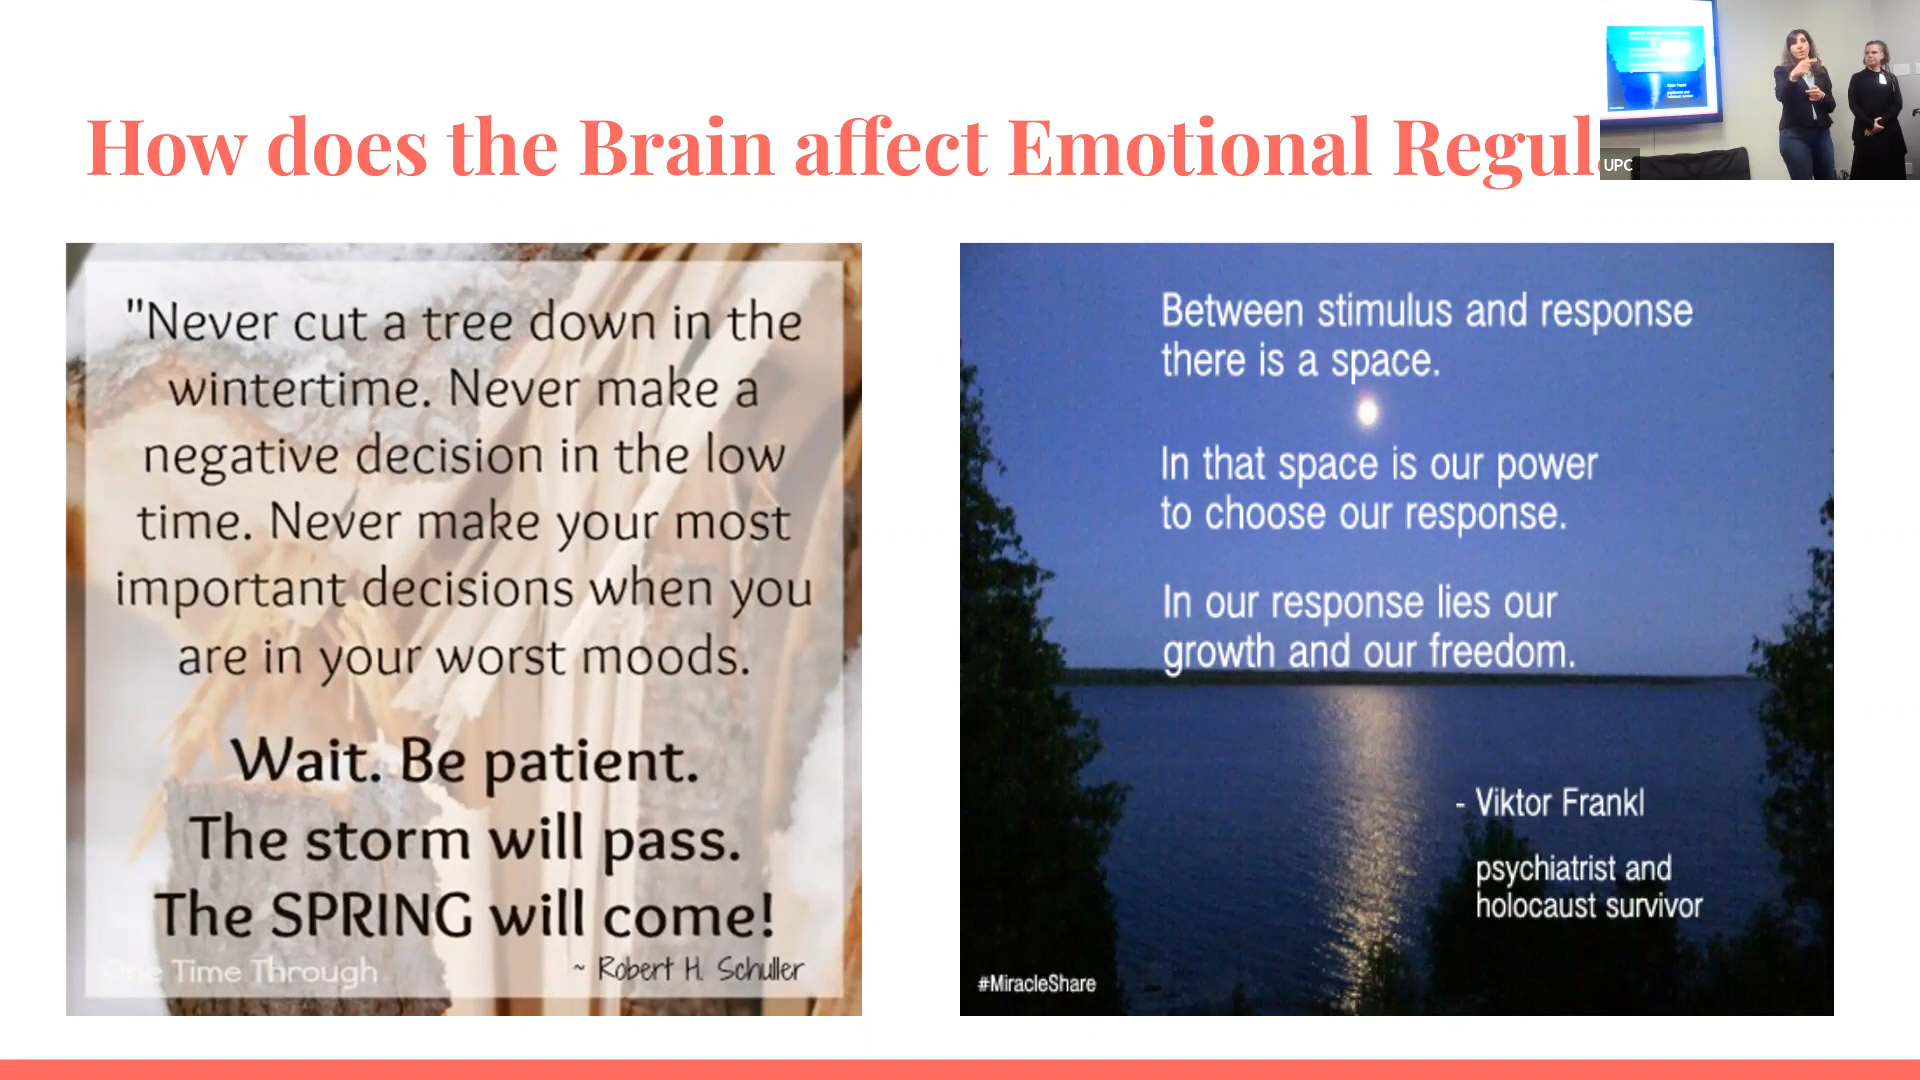 How does the Brain affect Emotional Regul
UPC
"Never cut a tree down in the
wintertime. Never make a
negative decision in the low
time. Never make your most
important decisions when you
are in your worst moods.
Wait. Be patient.
The storm will pass.
The SPRING will come!
~ Robert H. Schuller
One Time Through
Between stimulus and response
there is a space.
In that space is our power
to choose our response.
In our response lies our
growth and our freedom.
- Viktor Frankl
psychiatrist and
holocaust survivor
#MiracleShare